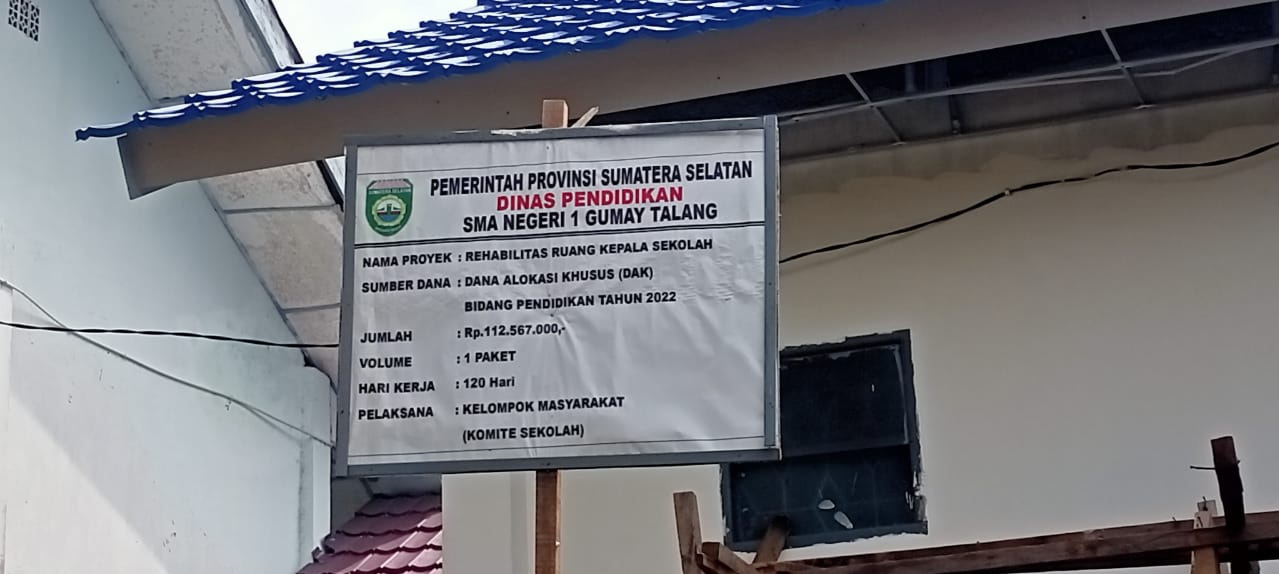 SUMATERA SELATAN
PEMERINTAH PROVINSI SUMATERA SELATAN
DINAS PENDIDIKAN
SMA NEGERI 1 GUMAY TALANG
NAMA PROYEK : REHABILITAS RUANG KEPALA SEKOLAH
SUMBER DANA : DANA ALOKASI KHUSUS (DAK)
BIDANG PENDIDIKAN TAHUN 2022
JUMLAH : Rp.112.567.000,-
VOLUME : 1 PAKET
HARI KERJA : 120 Hari
PELAKSANA : KELOMPOK MASYARAKAT
(KOMITE SEKOLAH)